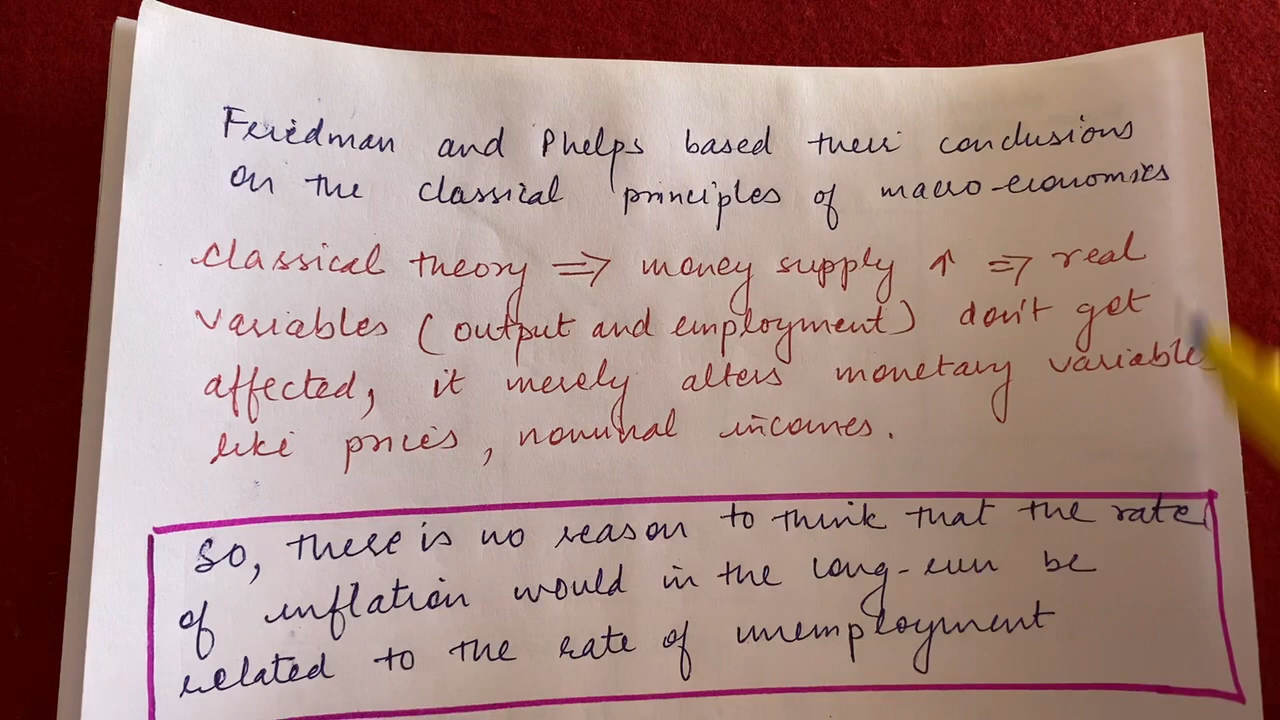 Friedman and Phelps based their conclusions
on the classical principles of macro-economics
classical theory ⇒ money supply ↑ ⇒ real
variables (output and employment) don't get
affected, it merely alters monetary variables
like prices, nominal incomes.
So, there is no reason to think that the rate
of inflation would in the long-run be
related to the rate of unemployment